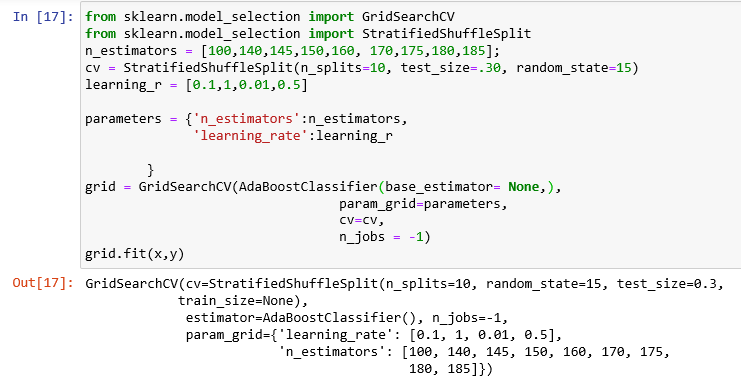 In [17]: from sklearn.model_selection import GridSearchCV
from sklearn.model_selection import StratifiedShuffleSplit
n_estimators = [100,140,145,150,160, 170,175,180,185];
cv = StratifiedShuffleSplit(n_splits=10, test_size=.30, random_state=15)
learning_r = [0.1,1,0.01,0.5]
parameters = {'n_estimators':n_estimators,
'learning_rate':learning_r
}
grid = GridSearchCV(AdaBoostClassifier(base_estimator= None,),
param_grid=parameters,
cv=cv,
n_jobs = -1)
grid.fit(x,y)
Out[17]: GridSearchCV(cv=StratifiedShuffleSplit(n_splits=10, random_state=15, test_size=0.3,
train_size=None),
estimator=AdaBoostClassifier(), n_jobs=-1,
param_grid={'learning_rate': [0.1, 1, 0.01, 0.5],
'n_estimators': [100, 140, 145, 150, 160, 170, 175,
180, 185]})